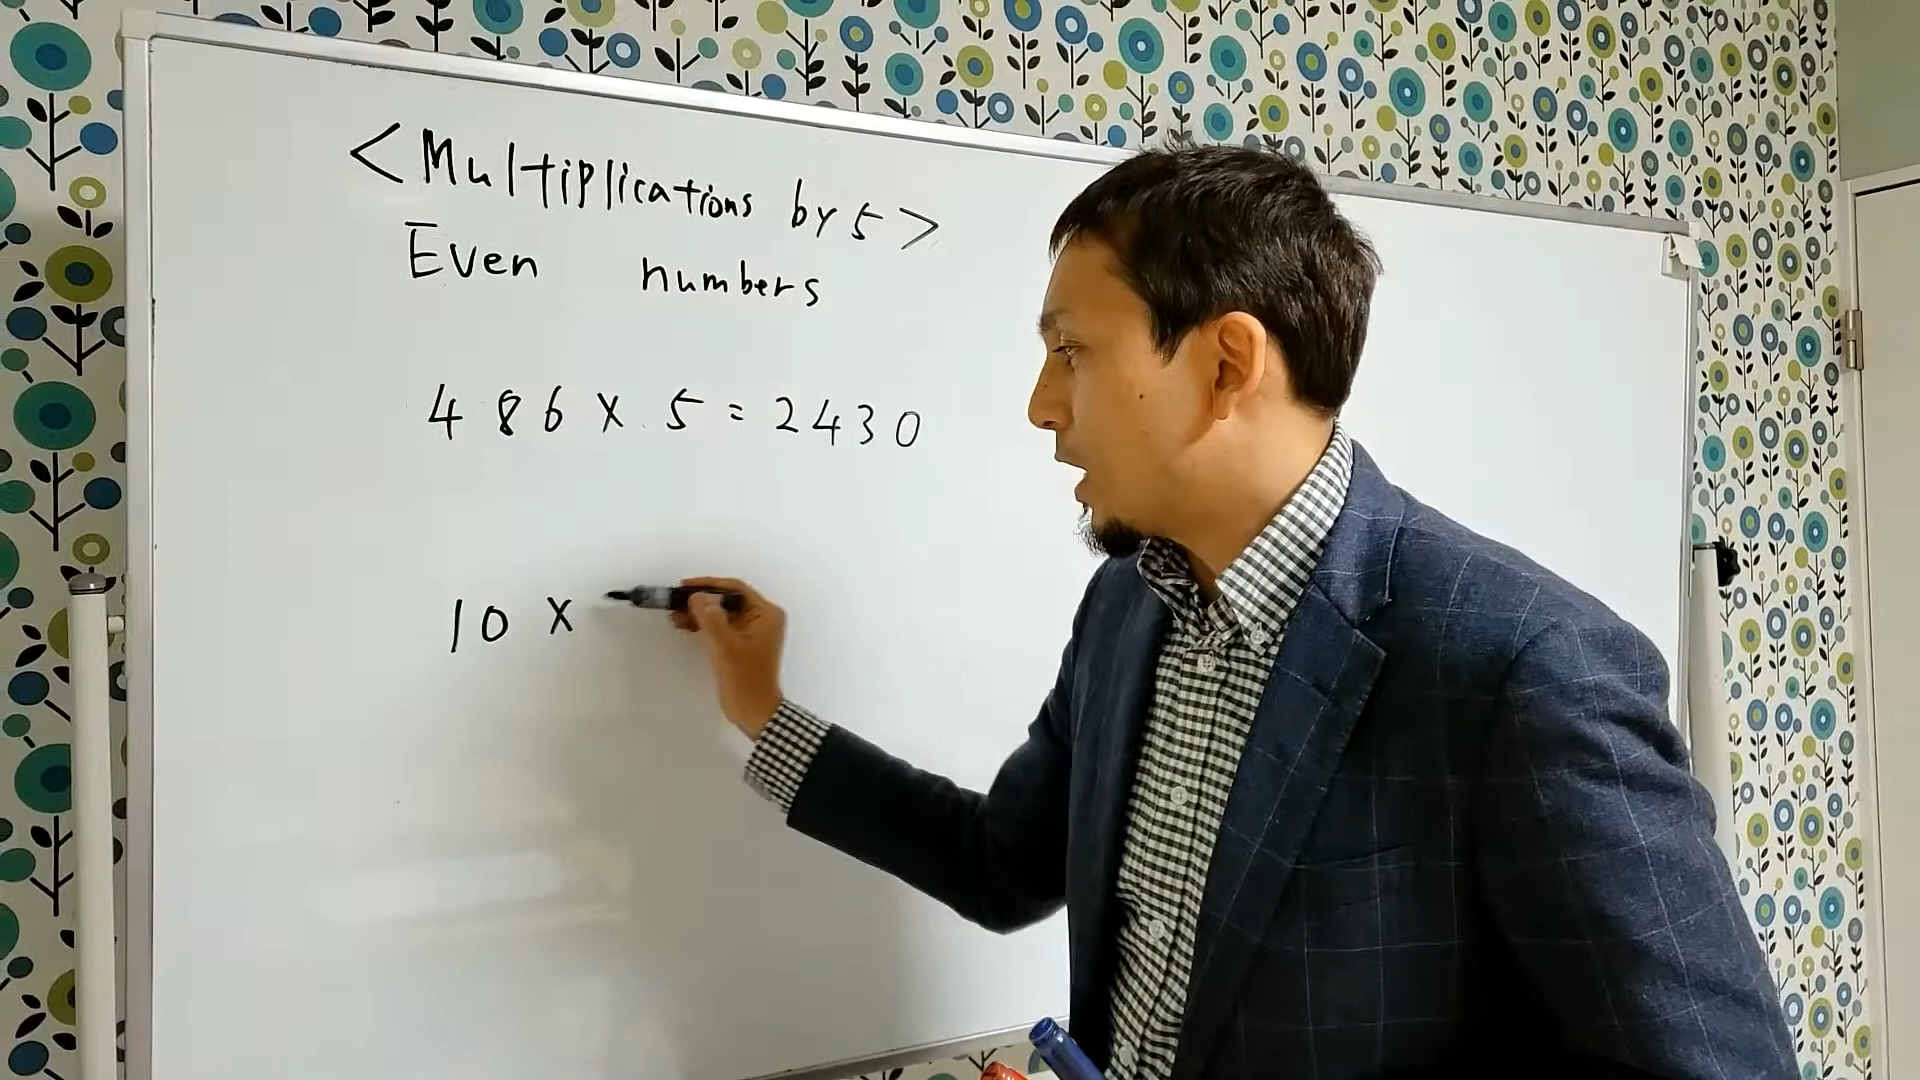 <Multiplications by 5>
Even numbers
486 x 5 = 2430
10 x